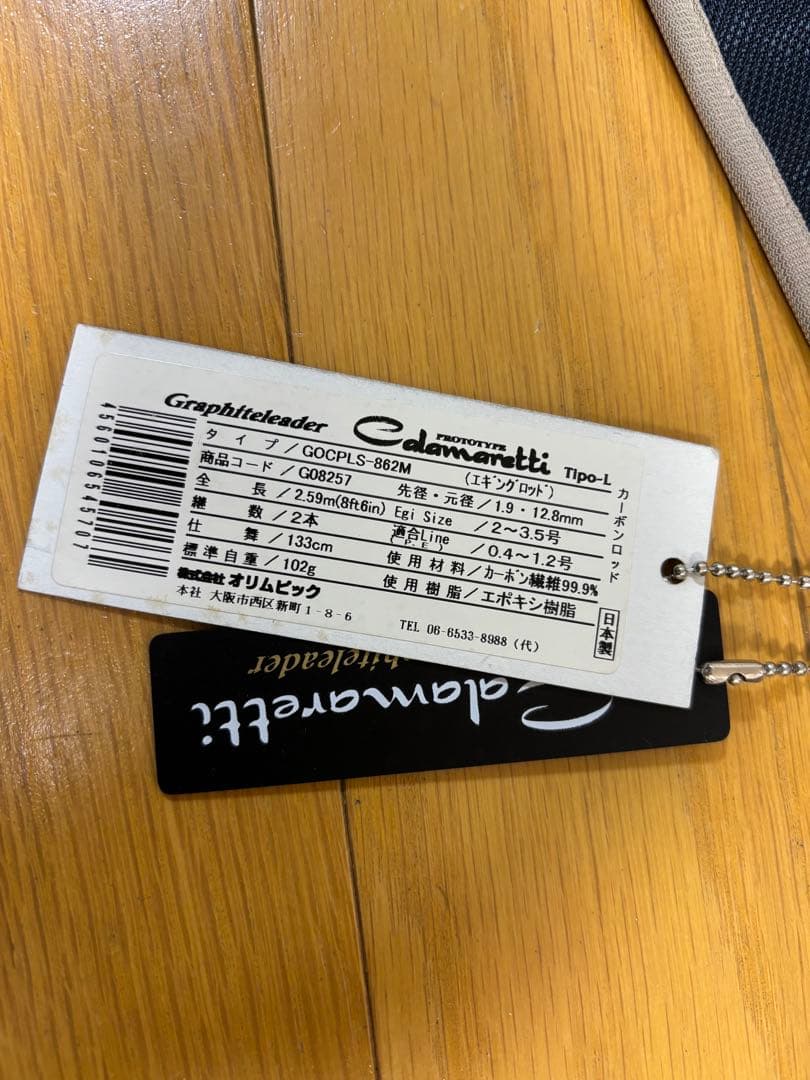 Graphiteleader PROTOTYPE Calamaretti Tipo-L
タイプ/GOCPLS-862M (エギングロッド)
商品コード/G08257
全長/2.59m(8ft6in) 先径・元径/1.9・12.8mm
継数/2本 Egi Size/2〜3.5号
仕舞/133cm 適合Line(P.E)/0.4〜1.2号
標準自重/102g 使用材料/カーボン繊維99.9%
使用樹脂/エポキシ樹脂
株式会社オリムピック
本社 大阪市西区新町1-8-6 TEL 06-6533-8988(代)
カーボンロッド
日本製
4560106545707
Calamaretti
hiteleader